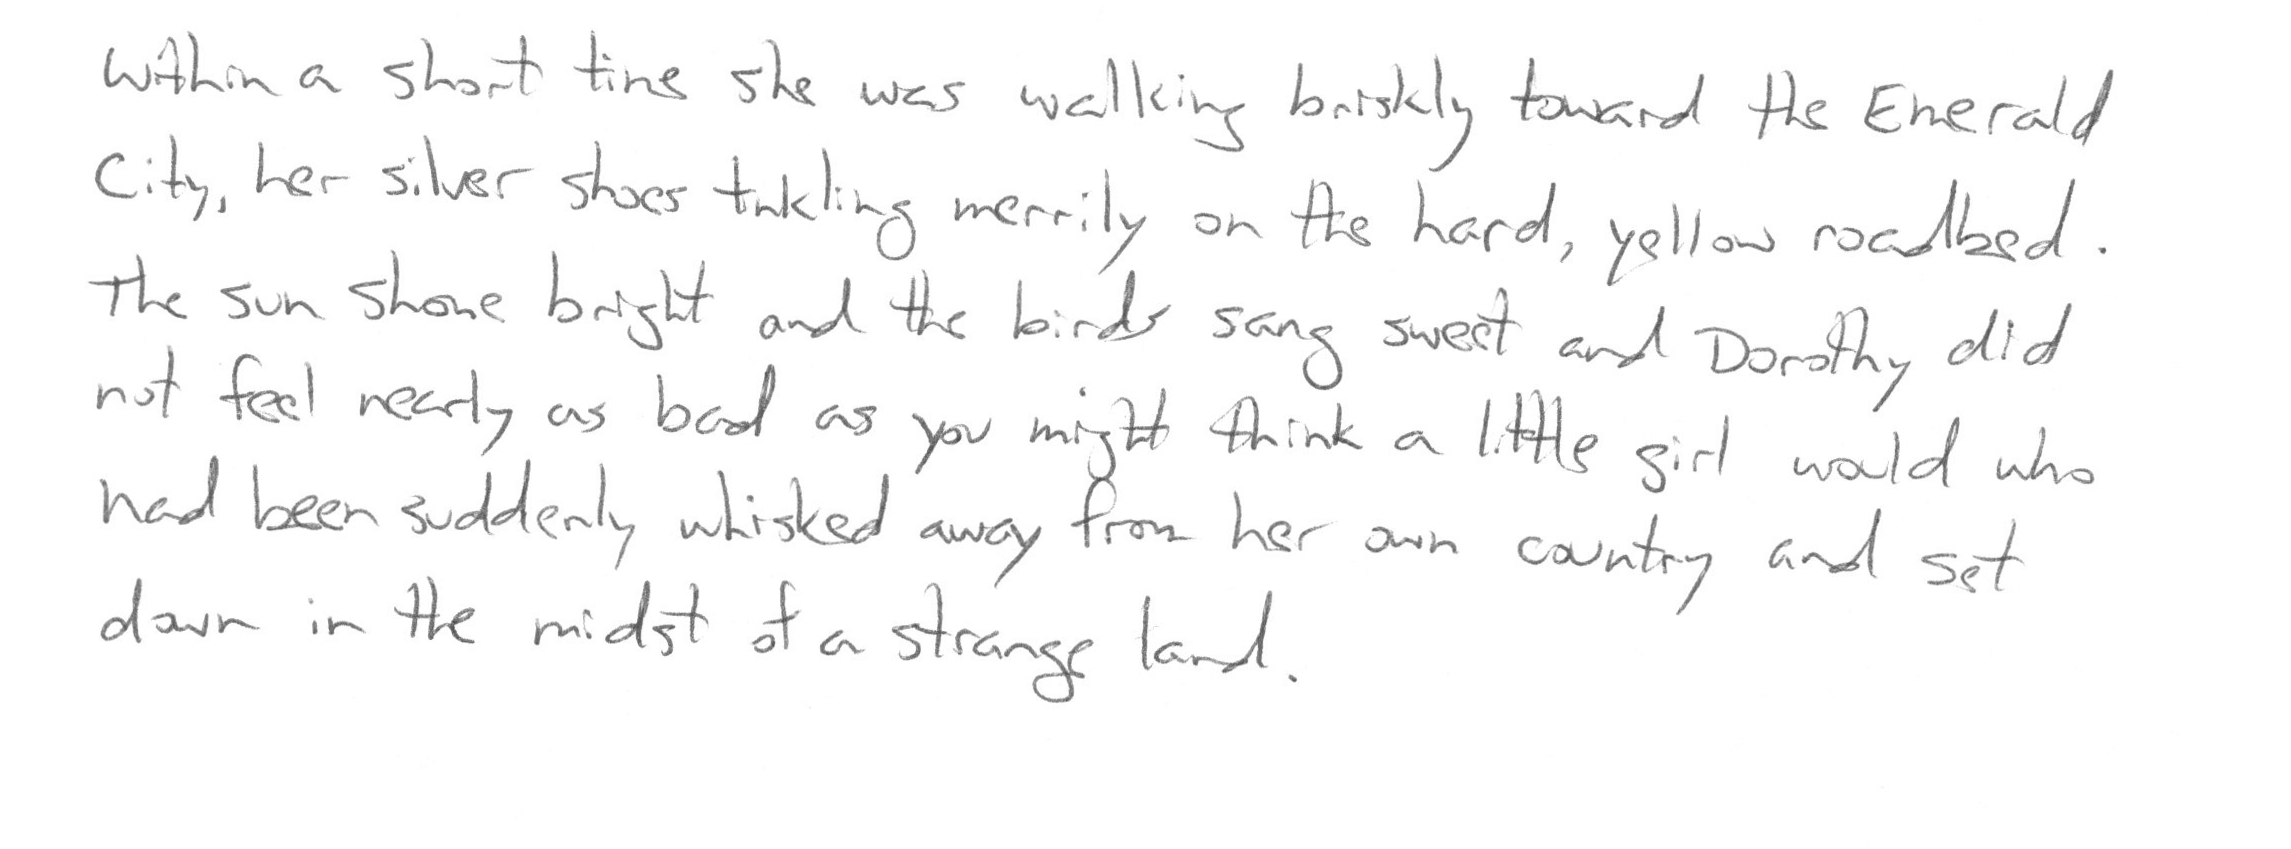 Within a short time she was walking briskly toward the Emerald
City, her silver shoes tinkling merrily on the hard, yellow roadbed.
The sun shone bright and the birds sang sweet and Dorothy did
not feel nearly as bad as you might think a little girl would who
had been suddenly whisked away from her own country and set
down in the midst of a strange land.